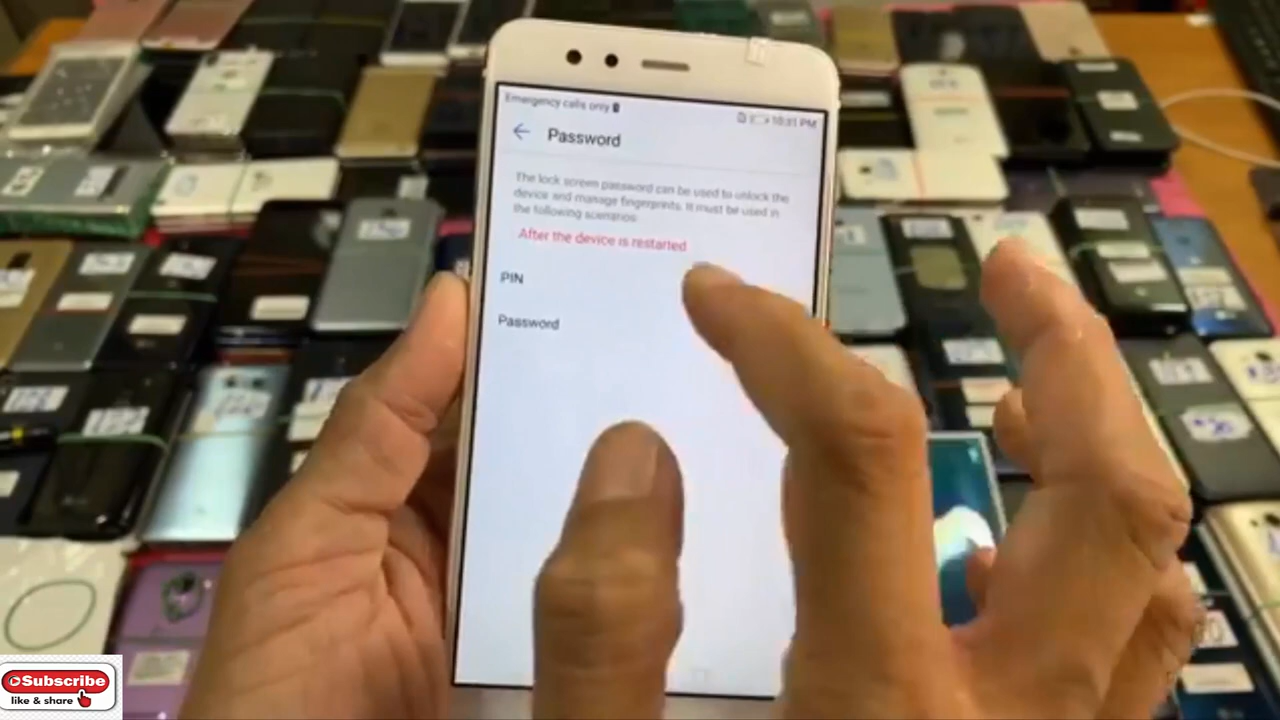 Emergency calls only
10:31 PM
Password
The lock screen password can be used to unlock the
device and manage fingerprints. It must be used in
the following scenarios
After the device is restarted
PIN
Password
Subscribe
like & share